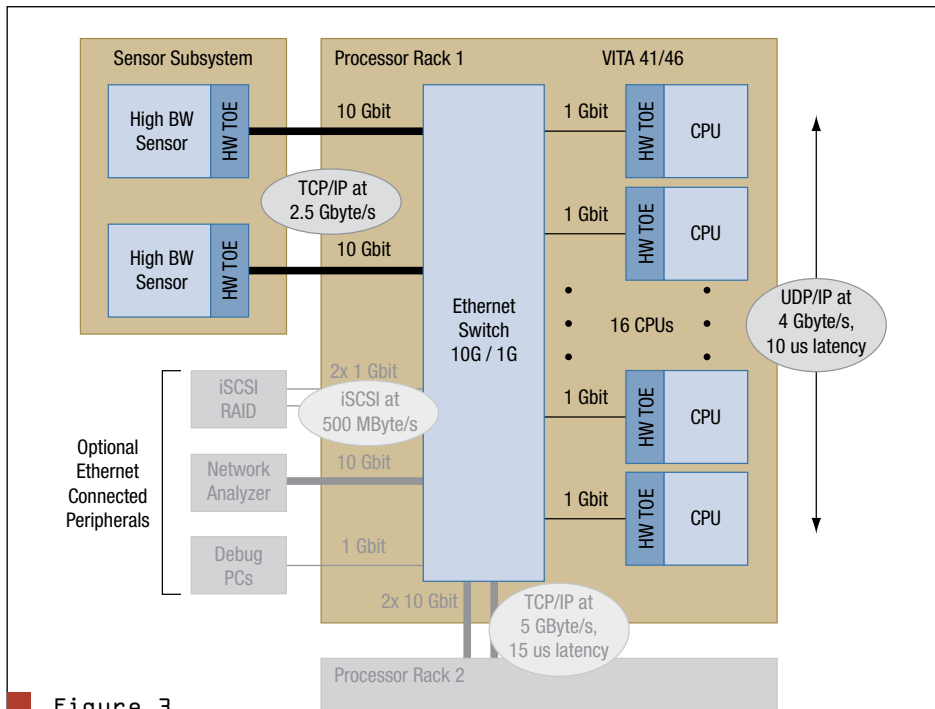 Sensor Subsystem
Processor Rack 1
VITA 41/46
High BW
Sensor
HW TOE
10 Gbit
1 Gbit
HW TOE
CPU
TCP/IP at
2.5 Gbyte/s
1 Gbit
HW TOE
CPU
High BW
Sensor
HW TOE
10 Gbit
Ethernet
Switch
10G / 1G
16 CPUs
UDP/IP at
4 Gbyte/s,
10 us latency
Optional
Ethernet
Connected
Peripherals
iSCSI
RAID
2x 1 Gbit
iSCSI at
500 MByte/s
1 Gbit
HW TOE
CPU
Network
Analyzer
10 Gbit
1 Gbit
HW TOE
CPU
Debug
PCs
1 Gbit
2x 10 Gbit
TCP/IP at
5 GByte/s,
15 us latency
Processor Rack 2
Figure 3